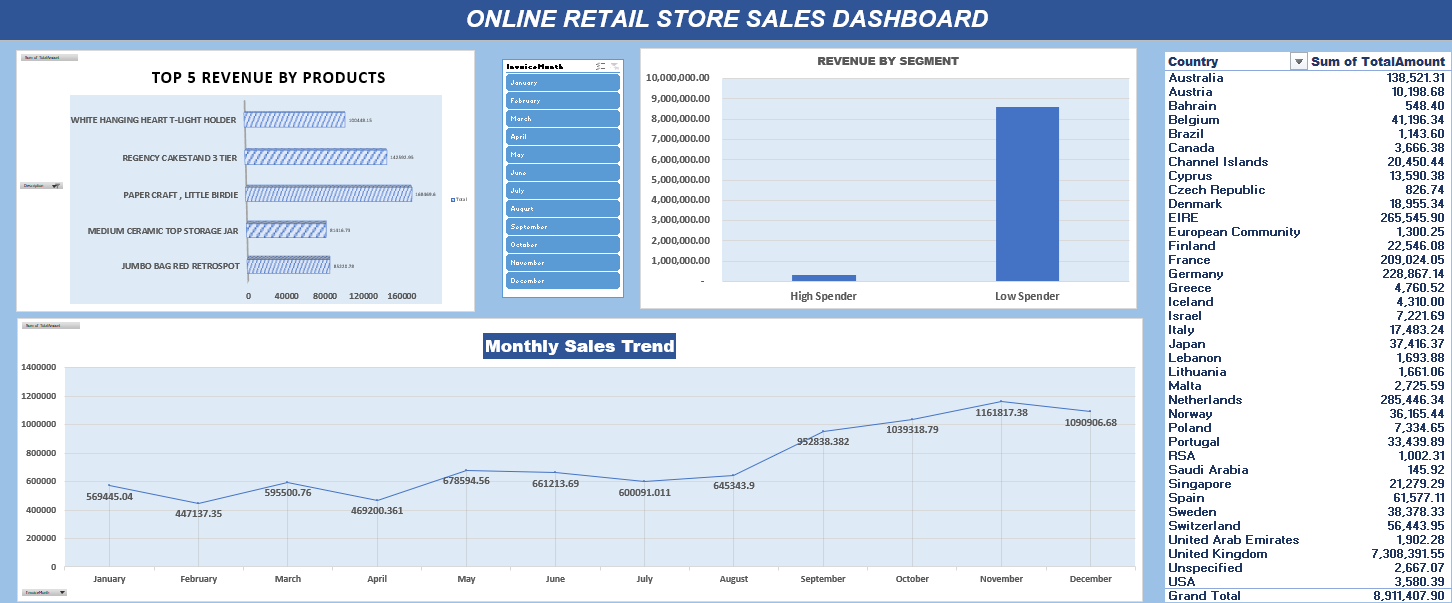 ONLINE RETAIL STORE SALES DASHBOARD
Sum of TotalAmount
TOP 5 REVENUE BY PRODUCTS
WHITE HANGING HEART T-LIGHT HOLDER
REGENCY CAKESTAND 3 TIER
Description
PAPER CRAFT , LITTLE BIRDIE
Total
MEDIUM CERAMIC TOP STORAGE JAR
JUMBO BAG RED RETROSPOT
0 40000 80000 120000 160000
InvoiceMonth
January
February
March
April
May
June
July
August
September
October
November
December
REVENUE BY SEGMENT
10,000,000.00
9,000,000.00
8,000,000.00
7,000,000.00
6,000,000.00
5,000,000.00
4,000,000.00
3,000,000.00
2,000,000.00
1,000,000.00
-
High Spender Low Spender
Sum of TotalAmount
Monthly Sales Trend
1400000
1200000
1000000
800000
600000
400000
200000
0
569445.04
447137.35
595500.76
469200.361
678594.56
661213.69
600091.011
645343.9
952838.382
1039318.79
1161817.38
1090906.68
January February March April May June July August September October November December
InvoiceMonth
Country Sum of TotalAmount
Australia 138,521.31
Austria 10,198.68
Bahrain 548.40
Belgium 41,196.34
Brazil 1,143.60
Canada 3,666.38
Channel Islands 20,450.44
Cyprus 13,590.38
Czech Republic 826.74
Denmark 18,955.34
EIRE 265,545.90
European Community 1,300.25
Finland 22,546.08
France 209,024.05
Germany 228,867.14
Greece 4,760.52
Iceland 4,310.00
Israel 7,221.69
Italy 17,483.24
Japan 37,416.37
Lebanon 1,693.88
Lithuania 1,661.06
Malta 2,725.59
Netherlands 285,446.34
Norway 36,165.44
Poland 7,334.65
Portugal 33,439.89
RSA 1,002.31
Saudi Arabia 145.92
Singapore 21,279.29
Spain 61,577.11
Sweden 38,378.33
Switzerland 56,443.95
United Arab Emirates 1,902.28
United Kingdom 7,308,391.55
Unspecified 2,667.07
USA 3,580.39
Grand Total 8,911,407.90